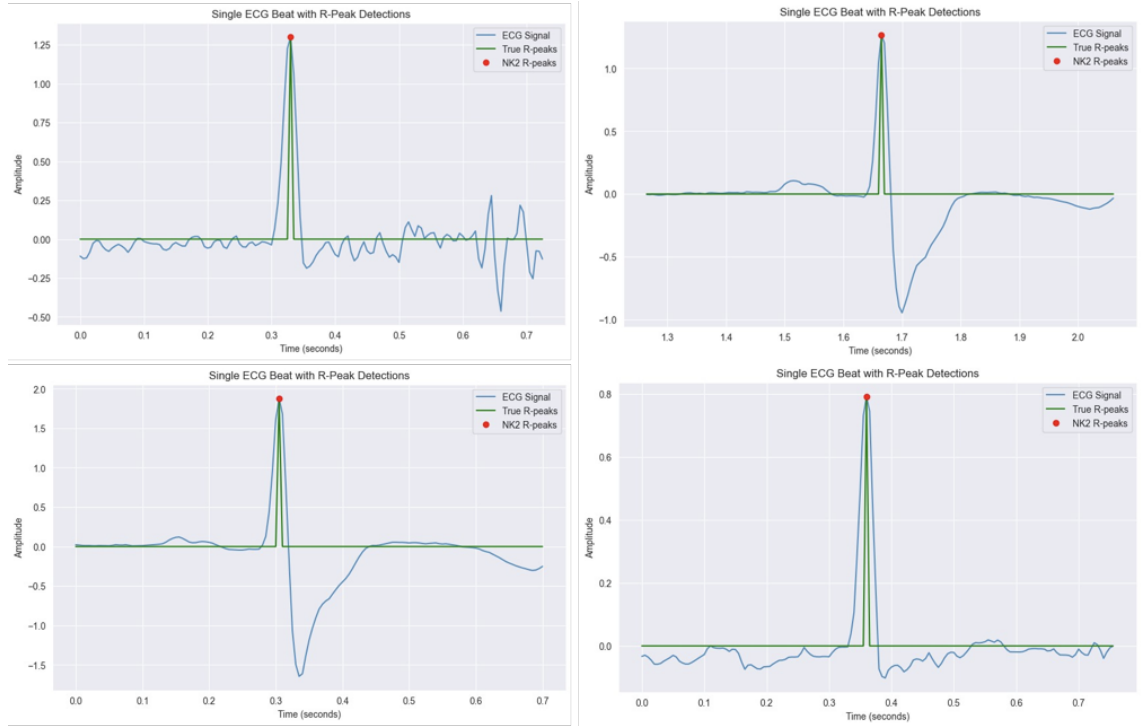 Single ECG Beat with R-Peak Detections
ECG Signal
True R-peaks
NK2 R-peaks
Amplitude
1.25
1.00
0.75
0.50
0.25
0.00
−0.25
−0.50
0.0 0.1 0.2 0.3 0.4 0.5 0.6 0.7
Time (seconds)
Single ECG Beat with R-Peak Detections
ECG Signal
True R-peaks
NK2 R-peaks
Amplitude
1.0
0.5
0.0
−0.5
−1.0
1.3 1.4 1.5 1.6 1.7 1.8 1.9 2.0
Time (seconds)
Single ECG Beat with R-Peak Detections
ECG Signal
True R-peaks
NK2 R-peaks
Amplitude
2.0
1.5
1.0
0.5
0.0
−0.5
−1.0
−1.5
0.0 0.1 0.2 0.3 0.4 0.5 0.6 0.7
Time (seconds)
Single ECG Beat with R-Peak Detections
ECG Signal
True R-peaks
NK2 R-peaks
Amplitude
0.8
0.6
0.4
0.2
0.0
0.0 0.1 0.2 0.3 0.4 0.5 0.6 0.7
Time (seconds)